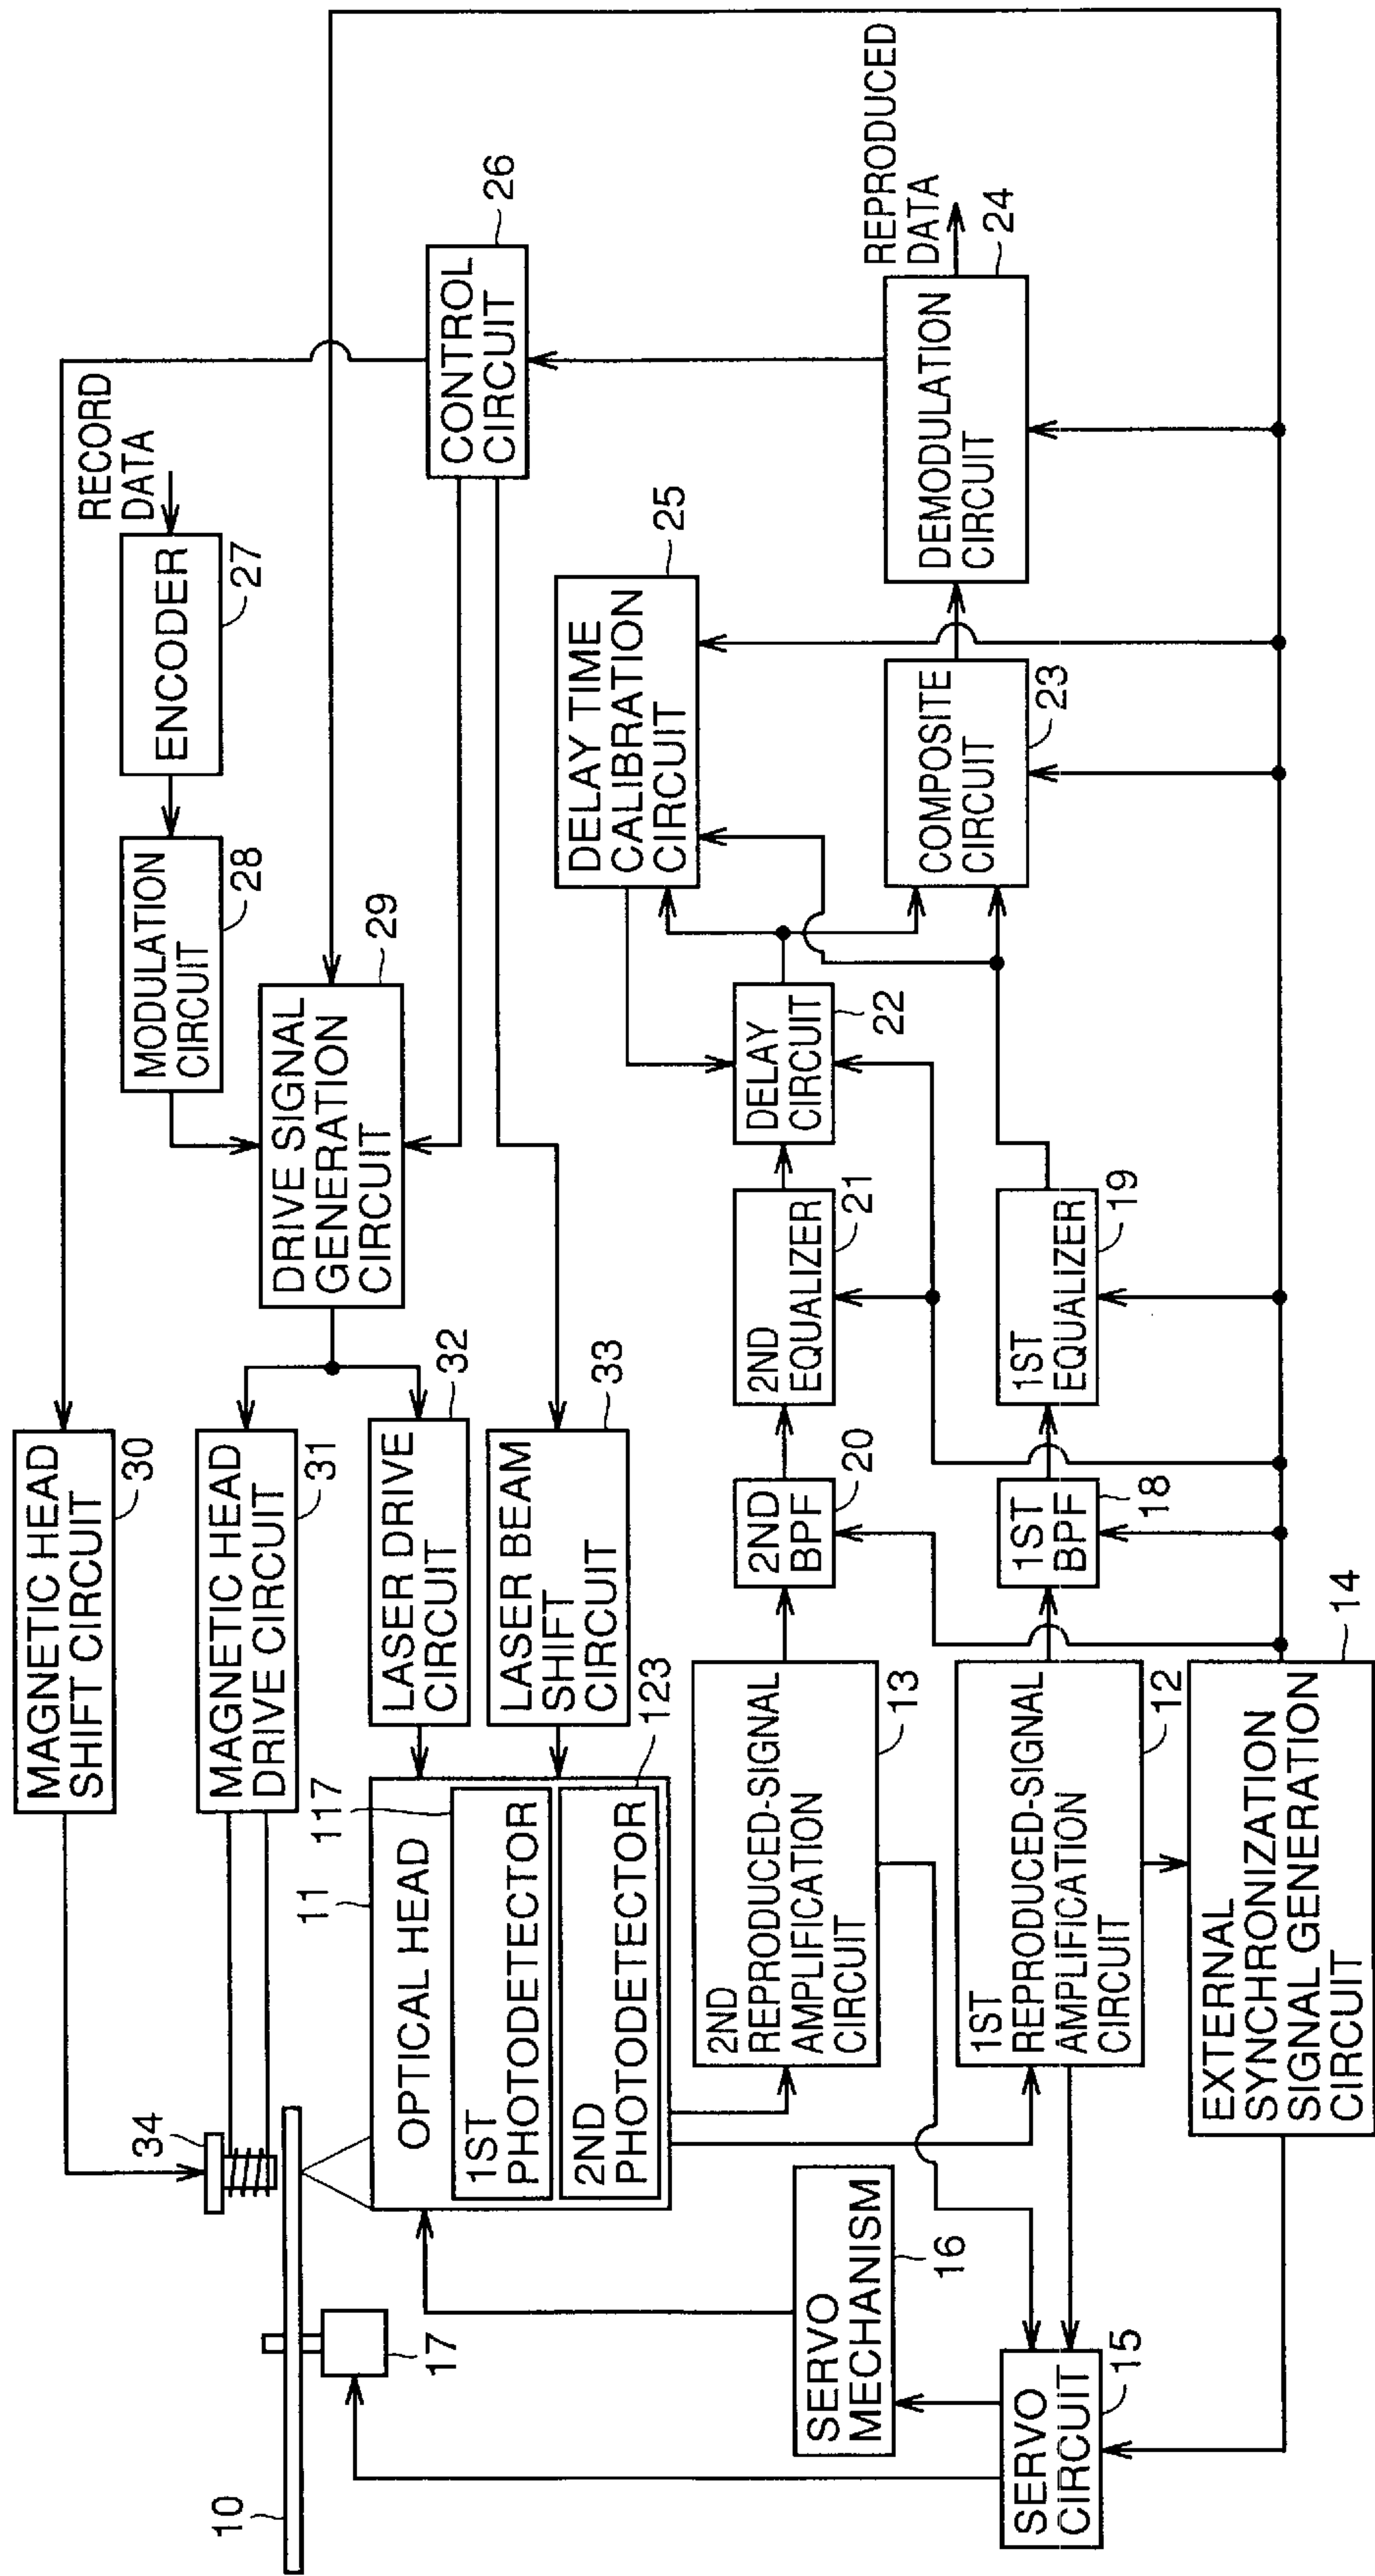 MAGNETIC HEAD
SHIFT CIRCUIT
30
MAGNETIC HEAD
DRIVE CIRCUIT
31
LASER DRIVE
CIRCUIT
32
LASER BEAM
SHIFT
CIRCUIT
33
34
10
17
11
OPTICAL HEAD
117
1ST
PHOTODETECTOR
2ND
PHOTODETECTOR
123
RECORD
DATA
ENCODER
27
MODULATION
CIRCUIT
28
DRIVE SIGNAL
GENERATION
CIRCUIT
29
CONTROL
CIRCUIT
26
DELAY TIME
CALIBRATION
CIRCUIT
25
2ND
REPRODUCED-SIGNAL
AMPLIFICATION
CIRCUIT
13
2ND
BPF
20
2ND
EQUALIZER
21
DELAY
CIRCUIT
22
COMPOSITE
CIRCUIT
23
DEMODULATION
CIRCUIT
24
REPRODUCED
DATA
SERVO
MECHANISM
16
SERVO
CIRCUIT
15
1ST
REPRODUCED-SIGNAL
AMPLIFICATION
CIRCUIT
12
1ST
BPF
18
1ST
EQUALIZER
19
EXTERNAL
SYNCHRONIZATION
SIGNAL GENERATION
CIRCUIT
14